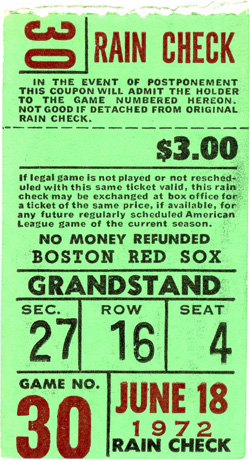 30
RAIN CHECK
IN THE EVENT OF POSTPONEMENT
THIS COUPON WILL ADMIT THE HOLDER
TO THE GAME NUMBERED HEREON.
NOT GOOD IF DETACHED FROM ORIGINAL
RAIN CHECK.
$3.00
If legal game is not played or not resched-
uled with this same ticket valid, this rain
check may be exchanged at box office for
a ticket of the same price, if available, for
any future regularly scheduled American
League game of the current season.
NO MONEY REFUNDED
BOSTON RED SOX
GRANDSTAND
SEC. ROW SEAT
27 16 4
GAME NO.
30
JUNE 18
1972
RAIN CHECK